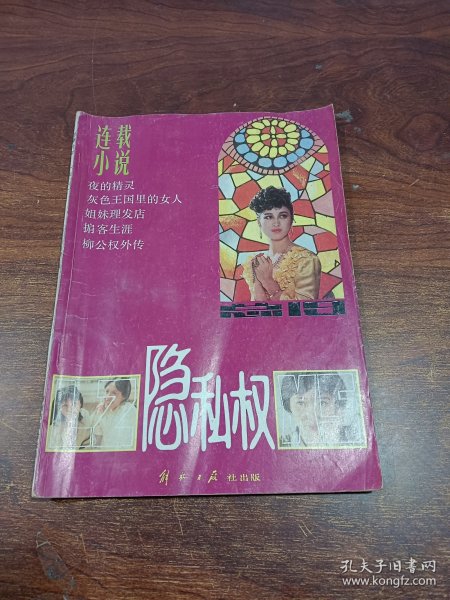 连载
小说
夜的精灵
灰色王国里的女人
姐妹理发店
掮客生涯
柳公权外传
隐私权
解放日报 社出版
孔夫子旧书网
www.kongfz.com